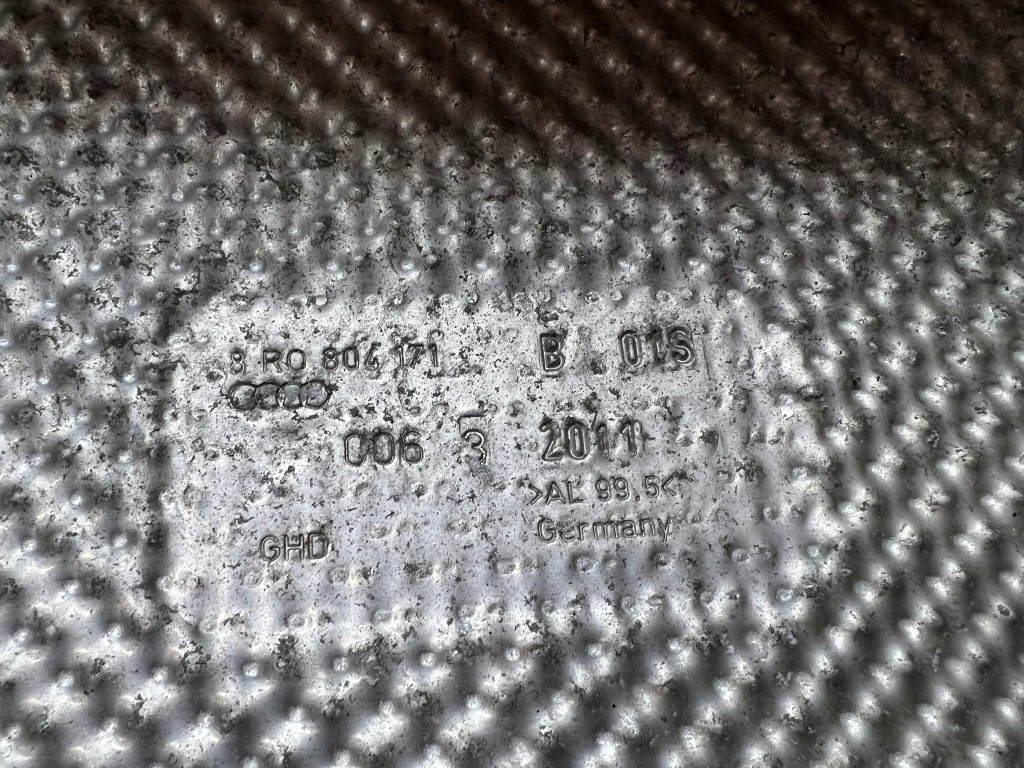 8 R0 804 171 B 01S
006 3 2011
>AL 99,5<
Germany
GHD